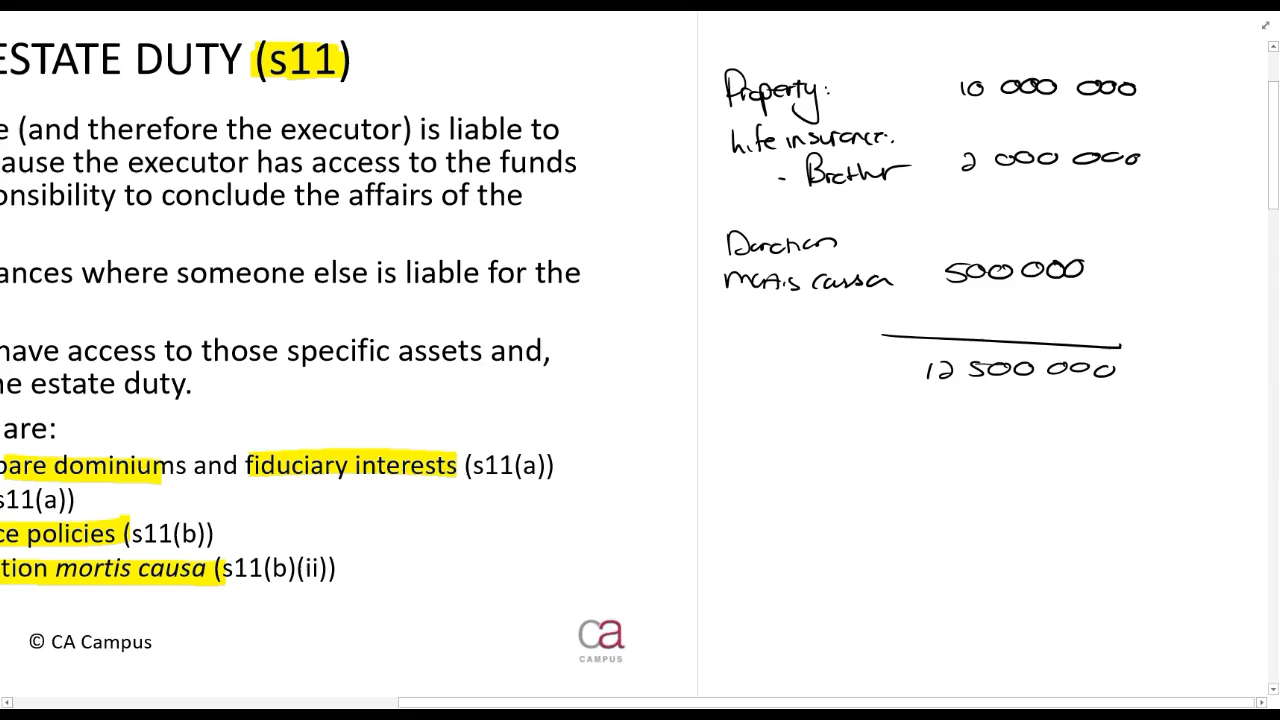 ESTATE DUTY (s11)
e (and therefore the executor) is liable to
cause the executor has access to the funds
onsibility to conclude the affairs of the
ances where someone else is liable for the
have access to those specific assets and,
ne estate duty.
are:
bare dominiums and fiduciary interests (s11(a))
s11(a))
ce policies (s11(b))
tion mortis causa (s11(b)(ii))
© CA Campus
ca
CAMPUS
Property: 10 000 000
Life insurance:
- Brother 2 000 000
Donation
mortis causa 500 000
12 500 000